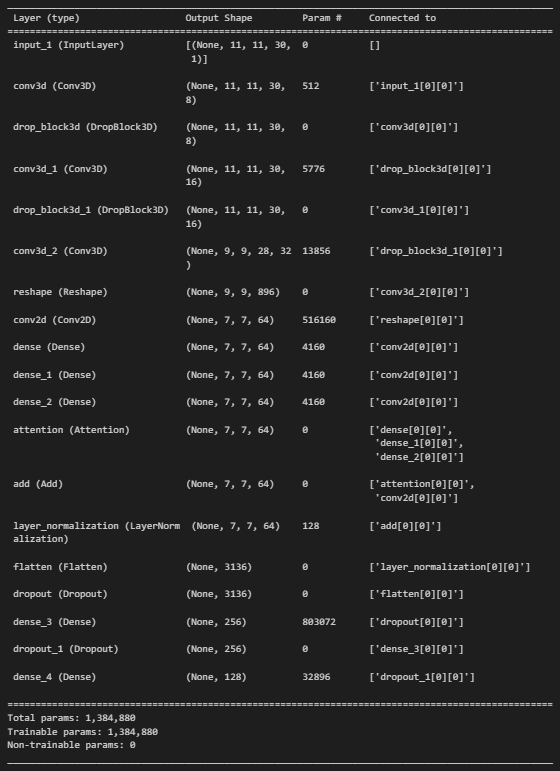 Layer (type) Output Shape Param # Connected to
input_1 (InputLayer) [(None, 11, 11, 30, 0 []
1)]
conv3d (Conv3D) (None, 11, 11, 30, 512 ['input_1[0][0]']
8)
drop_block3d (DropBlock3D) (None, 11, 11, 30, 0 ['conv3d[0][0]']
8)
conv3d_1 (Conv3D) (None, 11, 11, 30, 5776 ['drop_block3d[0][0]']
16)
drop_block3d_1 (DropBlock3D) (None, 11, 11, 30, 0 ['conv3d_1[0][0]']
16)
conv3d_2 (Conv3D) (None, 9, 9, 28, 32 13856 ['drop_block3d_1[0][0]']
)
reshape (Reshape) (None, 9, 9, 896) 0 ['conv3d_2[0][0]']
conv2d (Conv2D) (None, 7, 7, 64) 516160 ['reshape[0][0]']
dense (Dense) (None, 7, 7, 64) 4160 ['conv2d[0][0]']
dense_1 (Dense) (None, 7, 7, 64) 4160 ['conv2d[0][0]']
dense_2 (Dense) (None, 7, 7, 64) 4160 ['conv2d[0][0]']
attention (Attention) (None, 7, 7, 64) 0 ['dense[0][0]',
'dense_1[0][0]',
'dense_2[0][0]']
add (Add) (None, 7, 7, 64) 0 ['attention[0][0]',
'conv2d[0][0]']
layer_normalization (LayerNorm (None, 7, 7, 64) 128 ['add[0][0]']
alization)
flatten (Flatten) (None, 3136) 0 ['layer_normalization[0][0]']
dropout (Dropout) (None, 3136) 0 ['flatten[0][0]']
dense_3 (Dense) (None, 256) 803072 ['dropout[0][0]']
dropout_1 (Dropout) (None, 256) 0 ['dense_3[0][0]']
dense_4 (Dense) (None, 128) 32896 ['dropout_1[0][0]']
Total params: 1,384,880
Trainable params: 1,384,880
Non-trainable params: 0